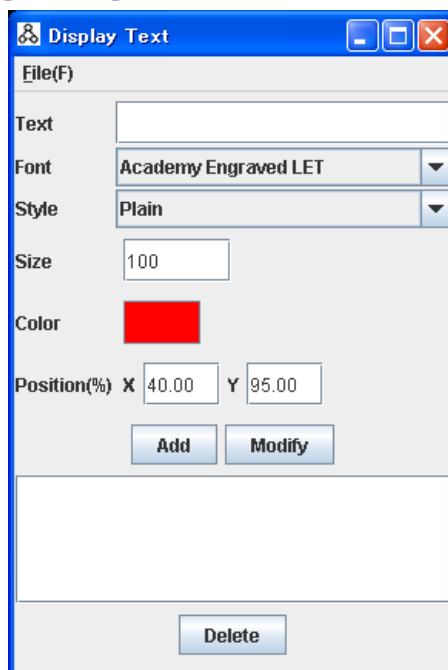 Display Text
File(F)
Text
Font Academy Engraved LET
Style Plain
Size 100
Color
Position(%) X 40.00 Y 95.00
Add Modify
Delete